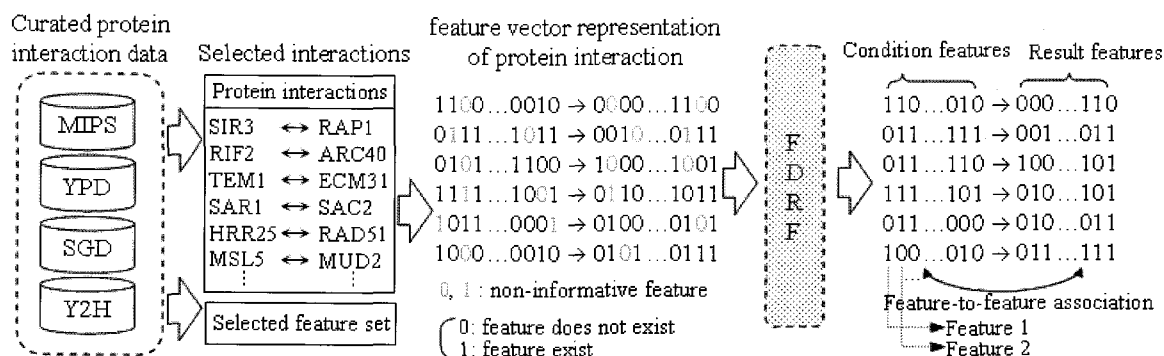 Curated protein
interaction data
MIPS
YPD
SGD
Y2H
Selected interactions
Protein interactions
SIR3 ↔ RAP1
RIF2 ↔ ARC40
TEM1 ↔ ECM31
SAR1 ↔ SAC2
HRR25 ↔ RAD51
MSL5 ↔ MUD2
⋮ ⋮
Selected feature set
feature vector representation
of protein interaction
1100...0010 → 0000...1100
0111...1011 → 0010...0111
0101...1100 → 1000...1001
1111...1001 → 0110...1011
1011...0001 → 0100...0101
1000...0010 → 0101...0111
0, 1 : non-informative feature
0: feature does not exist
1: feature exist
F
D
R
F
Condition features Result features
110...010 → 000...110
011...111 → 001...011
011...110 → 100...101
111...101 → 010...101
011...000 → 010...011
100...010 → 011...111
Feature-to-feature association
Feature 1
Feature 2